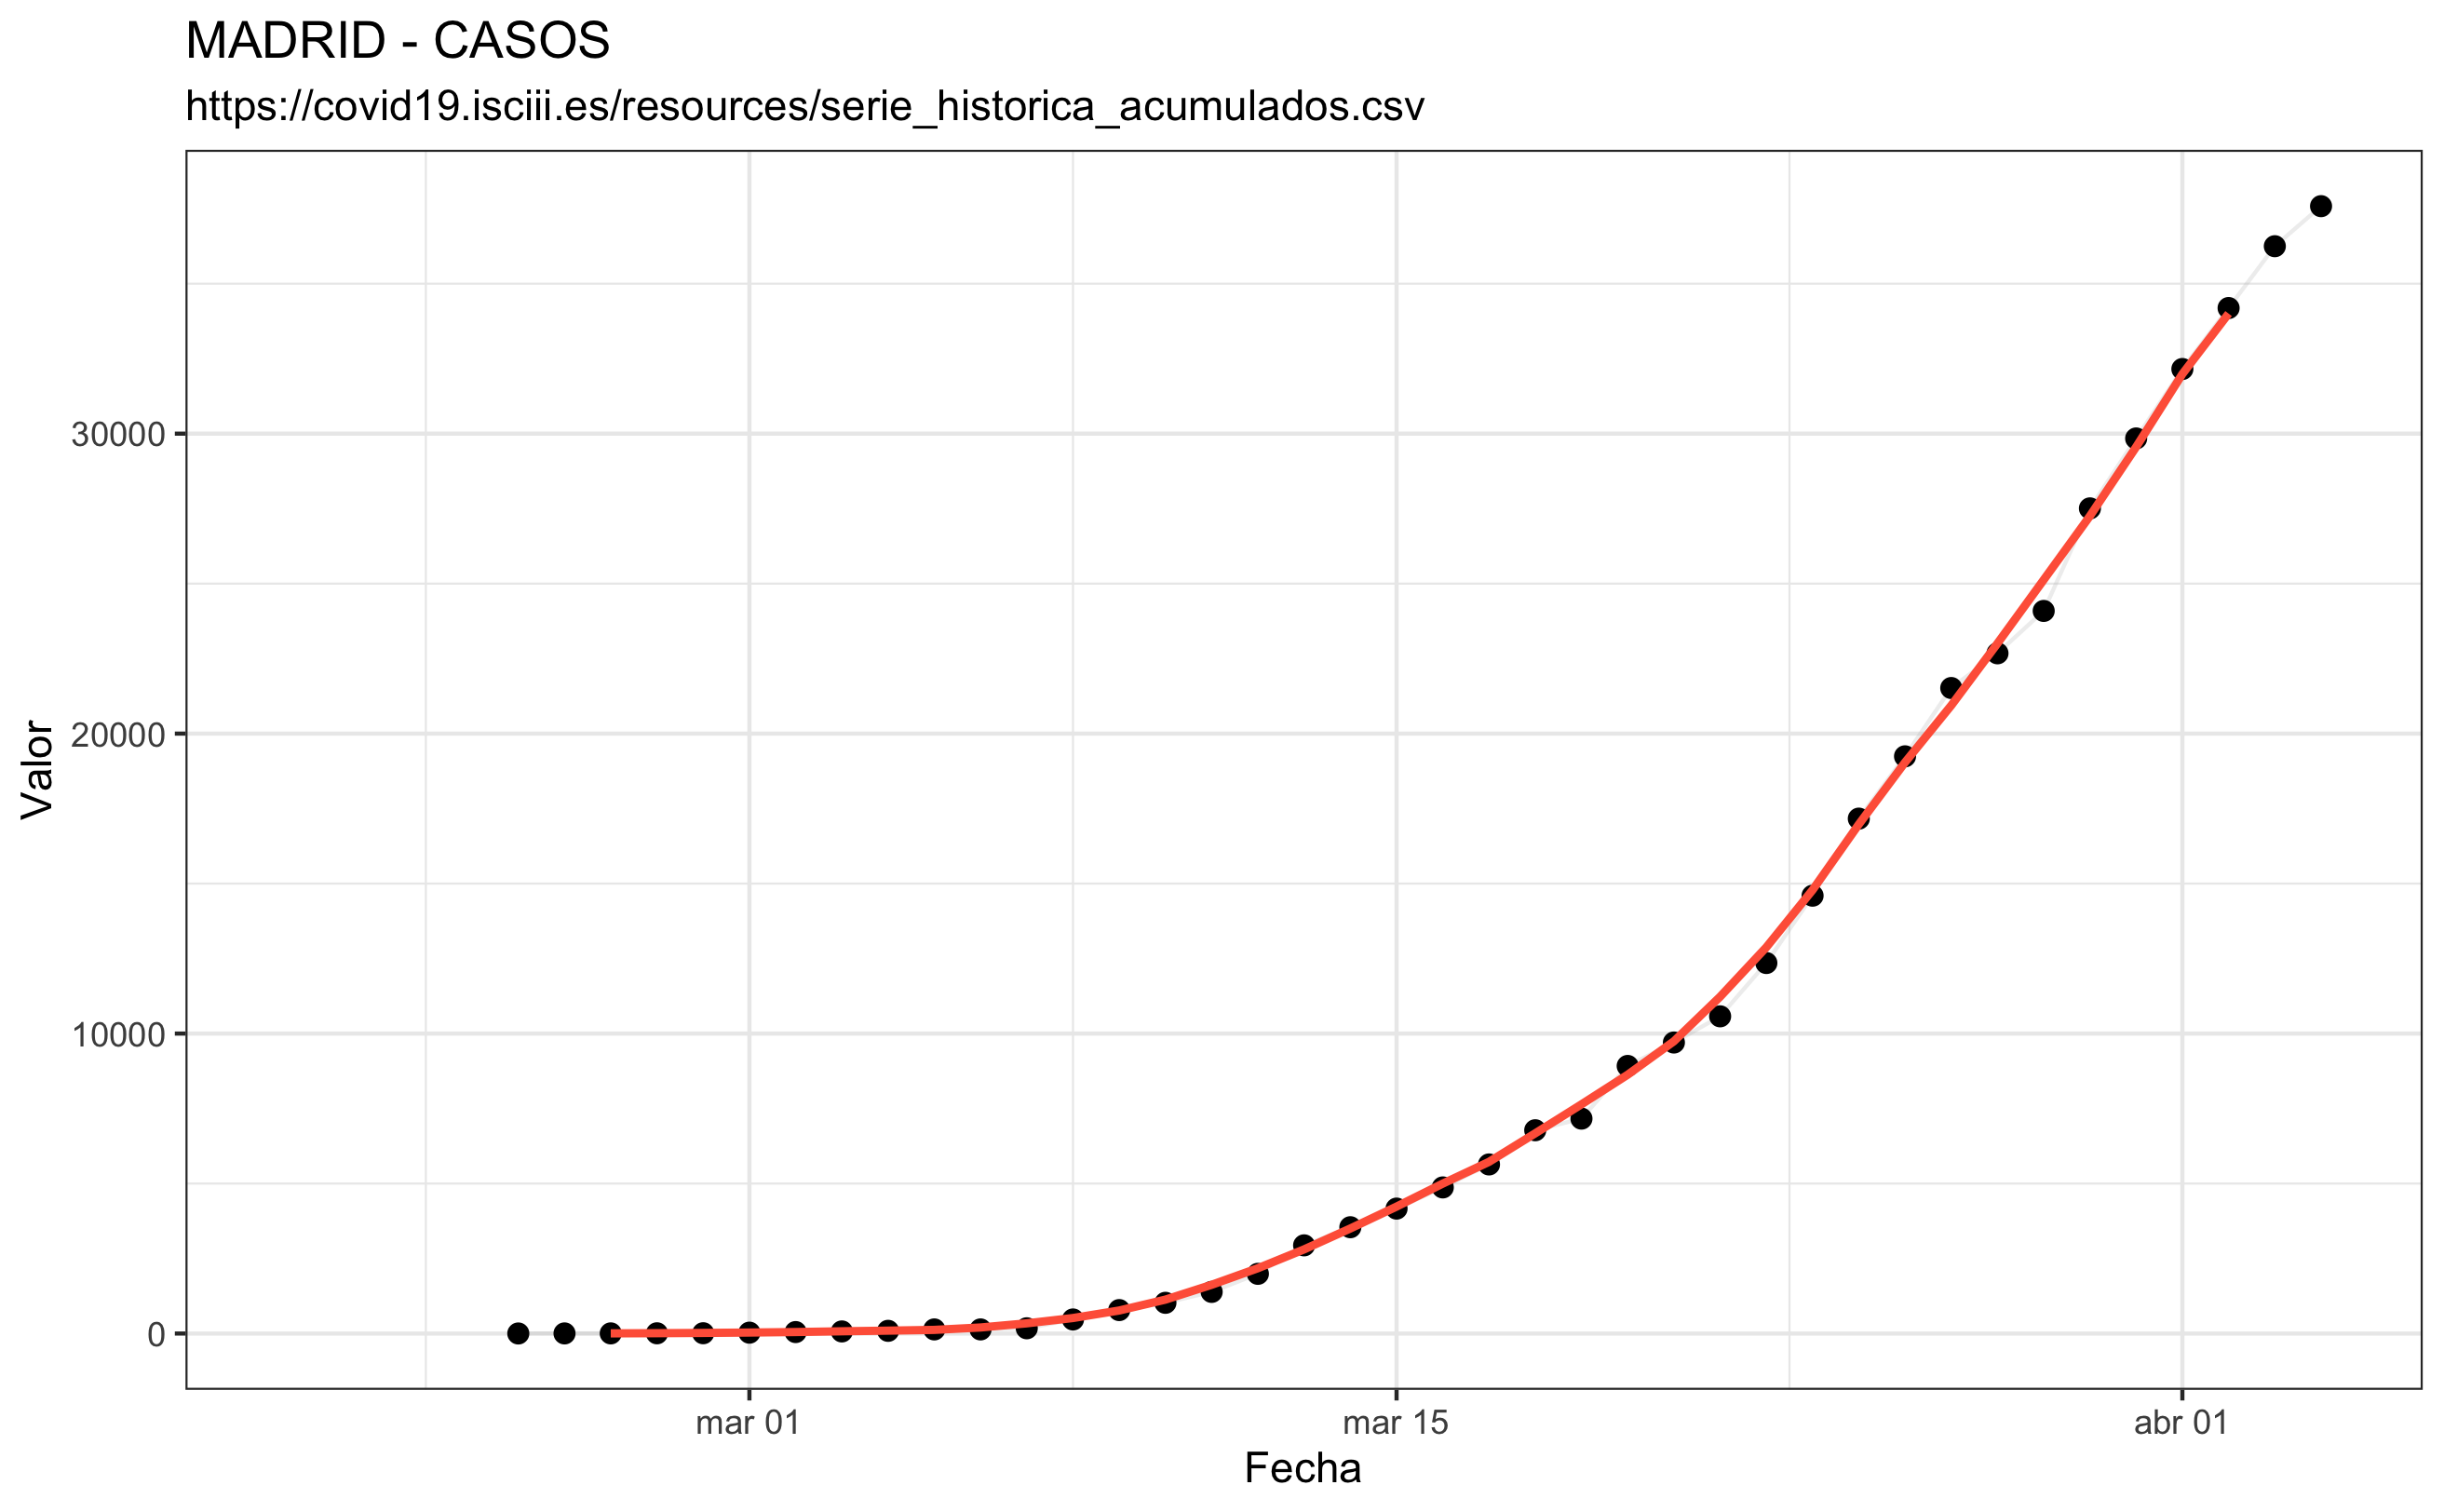 MADRID - CASOS
https://covid19.isciii.es/resources/serie_historica_acumulados.csv
Valor
30000
20000
10000
0
mar 01
mar 15
abr 01
Fecha